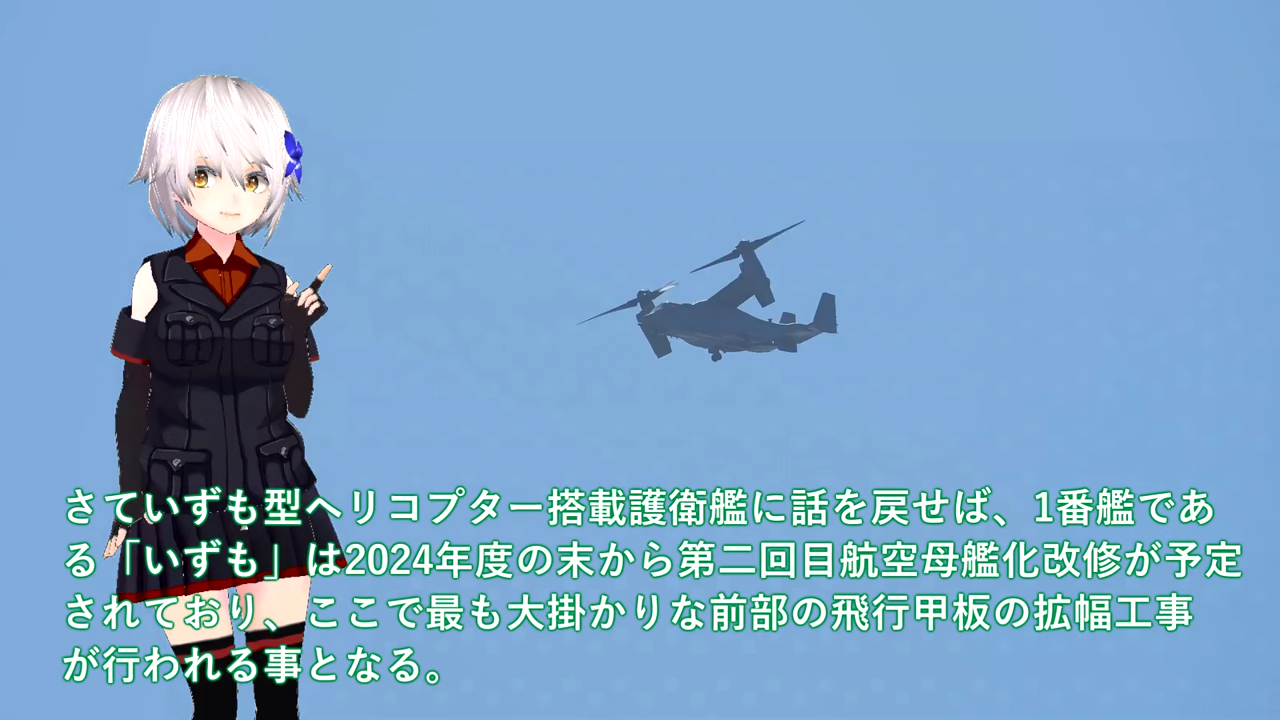 さていずも型ヘリコプター搭載護衛艦に話を戻せば、1番艦であ
る「いずも」は2024年度の末から第二回目航空母艦化改修が予定
されており、ここで最も大掛かりな前部の飛行甲板の拡幅工事
が行われる事となる。